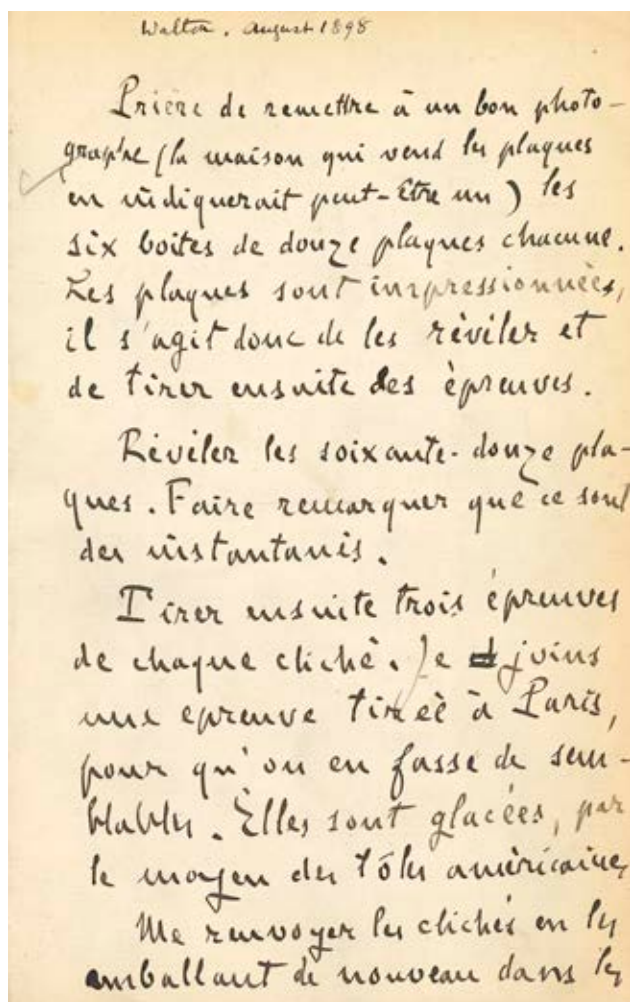 Walton. August 1898
Prière de remettre à un bon photo-
graphe (la maison qui vend les plaques
en indiquerait peut-être un) les
six boites de douze plaques chacune.
Les plaques sont impressionnées,
il s'agit donc de les révéler et
de tirer ensuite des épreuves.
Révéler les soixante-douze pla-
ques. Faire remarquer que ce sont
des instantanés.
Tirer ensuite trois épreuves
de chaque cliché. Je joins
une epreuve tirée à Paris,
pour qu'on en fasse de sem-
blables. Elles sont glacées, par
le moyen des tôles américaines
Me renvoyer les clichés en les
emballant de nouveau dans les